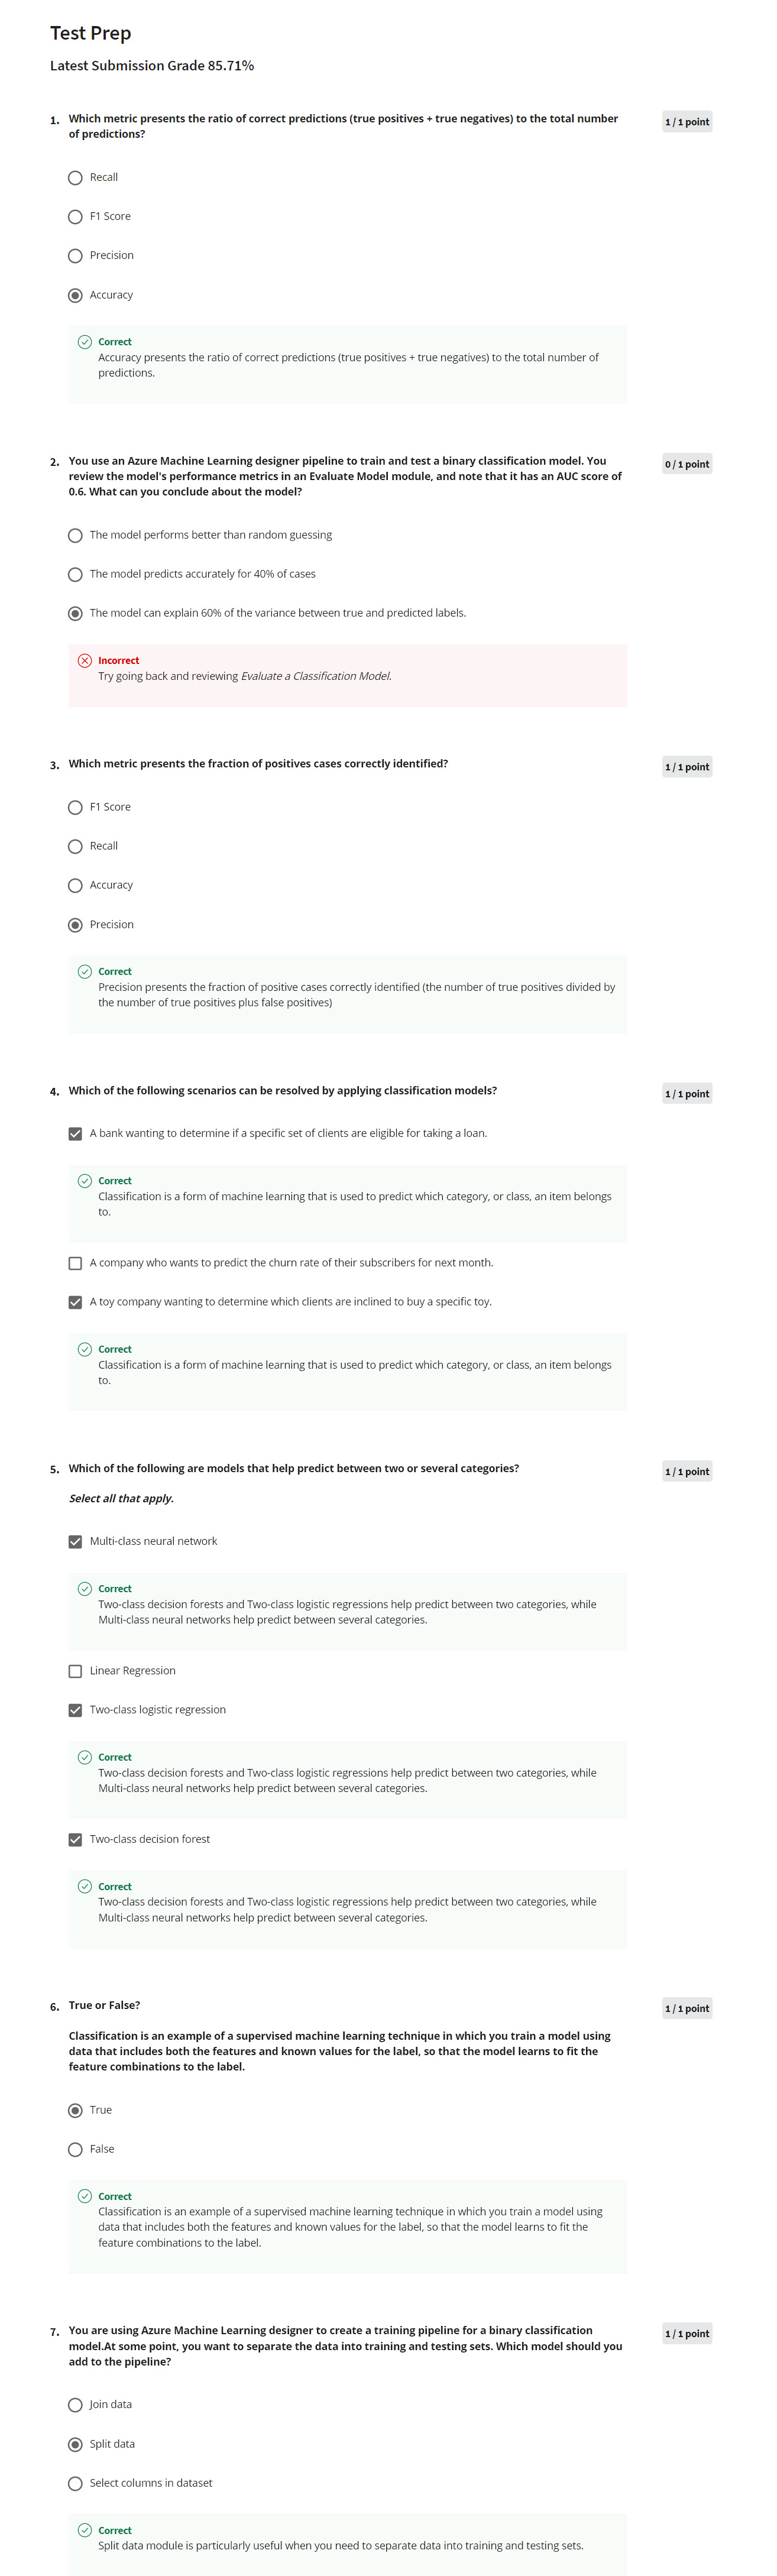 Test Prep
Latest Submission Grade 85.71%
1. Which metric presents the ratio of correct predictions (true positives + true negatives) to the total number
of predictions?
1 / 1 point
Recall
F1 Score
Precision
Accuracy
Correct
Accuracy presents the ratio of correct predictions (true positives + true negatives) to the total number of
predictions.
2. You use an Azure Machine Learning designer pipeline to train and test a binary classification model. You
review the model's performance metrics in an Evaluate Model module, and note that it has an AUC score of
0.6. What can you conclude about the model?
0 / 1 point
The model performs better than random guessing
The model predicts accurately for 40% of cases
The model can explain 60% of the variance between true and predicted labels.
Incorrect
Try going back and reviewing Evaluate a Classification Model.
3. Which metric presents the fraction of positives cases correctly identified?
1 / 1 point
F1 Score
Recall
Accuracy
Precision
Correct
Precision presents the fraction of positive cases correctly identified (the number of true positives divided by
the number of true positives plus false positives)
4. Which of the following scenarios can be resolved by applying classification models?
1 / 1 point
A bank wanting to determine if a specific set of clients are eligible for taking a loan.
Correct
Classification is a form of machine learning that is used to predict which category, or class, an item belongs
to.
A company who wants to predict the churn rate of their subscribers for next month.
A toy company wanting to determine which clients are inclined to buy a specific toy.
Correct
Classification is a form of machine learning that is used to predict which category, or class, an item belongs
to.
5. Which of the following are models that help predict between two or several categories?
1 / 1 point
Select all that apply.
Multi-class neural network
Correct
Two-class decision forests and Two-class logistic regressions help predict between two categories, while
Multi-class neural networks help predict between several categories.
Linear Regression
Two-class logistic regression
Correct
Two-class decision forests and Two-class logistic regressions help predict between two categories, while
Multi-class neural networks help predict between several categories.
Two-class decision forest
Correct
Two-class decision forests and Two-class logistic regressions help predict between two categories, while
Multi-class neural networks help predict between several categories.
6. True or False?
1 / 1 point
Classification is an example of a supervised machine learning technique in which you train a model using
data that includes both the features and known values for the label, so that the model learns to fit the
feature combinations to the label.
True
False
Correct
Classification is an example of a supervised machine learning technique in which you train a model using
data that includes both the features and known values for the label, so that the model learns to fit the
feature combinations to the label.
7. You are using Azure Machine Learning designer to create a training pipeline for a binary classification
model.At some point, you want to separate the data into training and testing sets. Which model should you
add to the pipeline?
1 / 1 point
Join data
Split data
Select columns in dataset
Correct
Split data module is particularly useful when you need to separate data into training and testing sets.